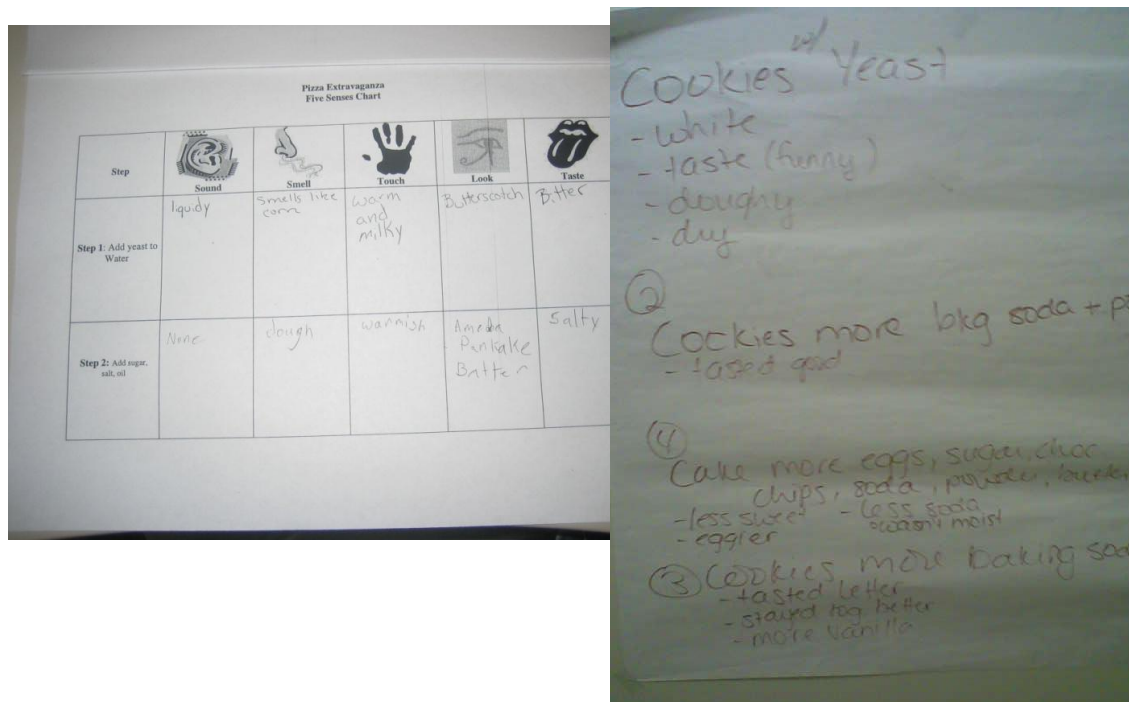 Pizza Extravaganza
Five Senses Chart
Step
Sound
Smell
Touch
Look
Taste
Step 1: Add yeast to
Water
liquidy
smells like
corn
warm
and
milky
Butterscotch
Bitter
Step 2: Add sugar,
salt, oil
None
dough
warmish
Ameba
Pankake
Batter
Salty
Cookies w/ Yeast
- white
- taste (funny)
- doughy
- dry
2
Cookies more bkg soda +
- tasted good
4
Cake more eggs, sugar, choc
chips, soda, powder,
- less sweet - less soda
- eggier wasn't moist
3 Cookies more baking
- tasted better
- stayed tog better
- more vanilla